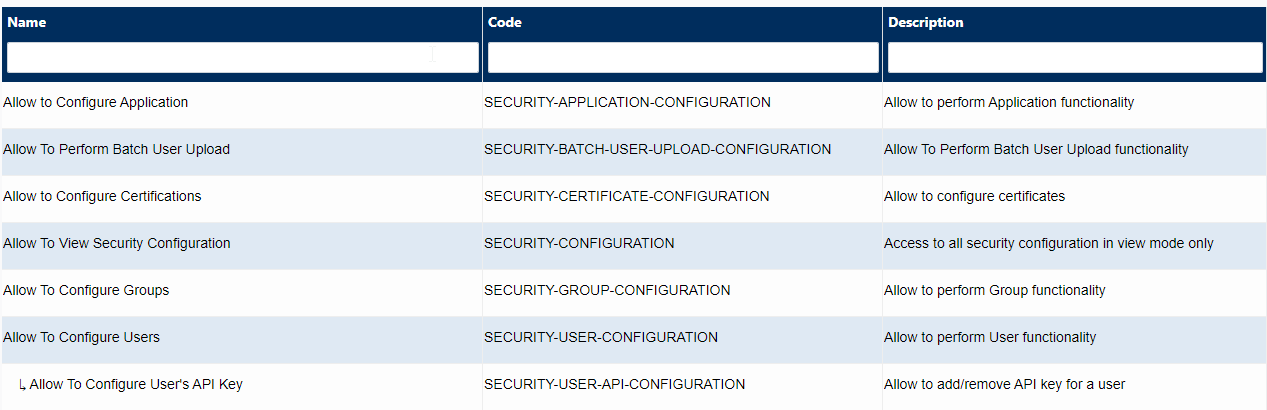 Name Code Description
Allow to Configure Application SECURITY-APPLICATION-CONFIGURATION Allow to perform Application functionality
Allow To Perform Batch User Upload SECURITY-BATCH-USER-UPLOAD-CONFIGURATION Allow To Perform Batch User Upload functionality
Allow to Configure Certifications SECURITY-CERTIFICATE-CONFIGURATION Allow to configure certificates
Allow To View Security Configuration SECURITY-CONFIGURATION Access to all security configuration in view mode only
Allow To Configure Groups SECURITY-GROUP-CONFIGURATION Allow to perform Group functionality
Allow To Configure Users SECURITY-USER-CONFIGURATION Allow to perform User functionality
↳ Allow To Configure User's API Key SECURITY-USER-API-CONFIGURATION Allow to add/remove API key for a user